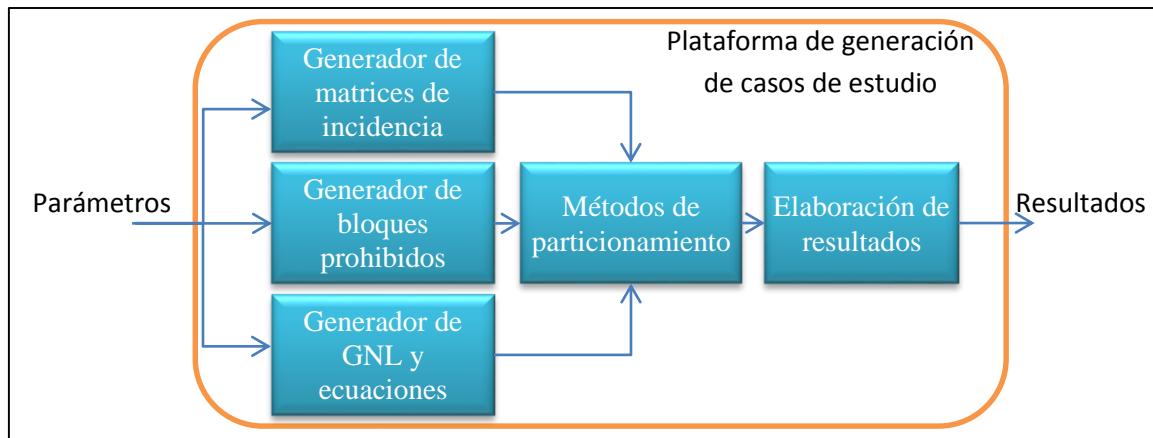 Plataforma de generación
de casos de estudio
Generador de
matrices de
incidencia
Parámetros
Generador de
bloques
prohibidos
Métodos de
particionamiento
Elaboración de
resultados
Resultados
Generador de
GNL y
ecuaciones